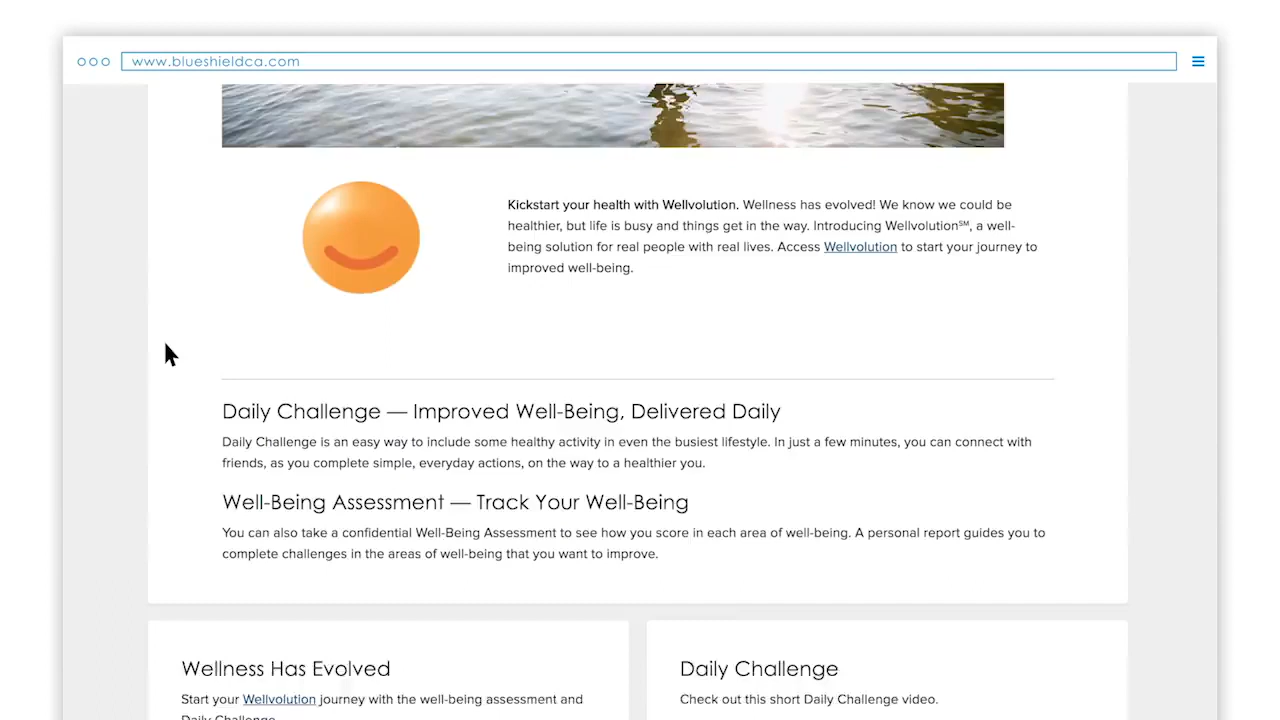 www.blueshieldca.com
Kickstart your health with Wellvolution. Wellness has evolved! We know we could be
healthier, but life is busy and things get in the way. Introducing Wellvolution℠, a well-
being solution for real people with real lives. Access Wellvolution to start your journey to
improved well-being.
Daily Challenge — Improved Well-Being, Delivered Daily
Daily Challenge is an easy way to include some healthy activity in even the busiest lifestyle. In just a few minutes, you can connect with
friends, as you complete simple, everyday actions, on the way to a healthier you.
Well-Being Assessment — Track Your Well-Being
You can also take a confidential Well-Being Assessment to see how you score in each area of well-being. A personal report guides you to
complete challenges in the areas of well-being that you want to improve.
Wellness Has Evolved
Start your Wellvolution journey with the well-being assessment and
Daily Challenge.
Daily Challenge
Check out this short Daily Challenge video.